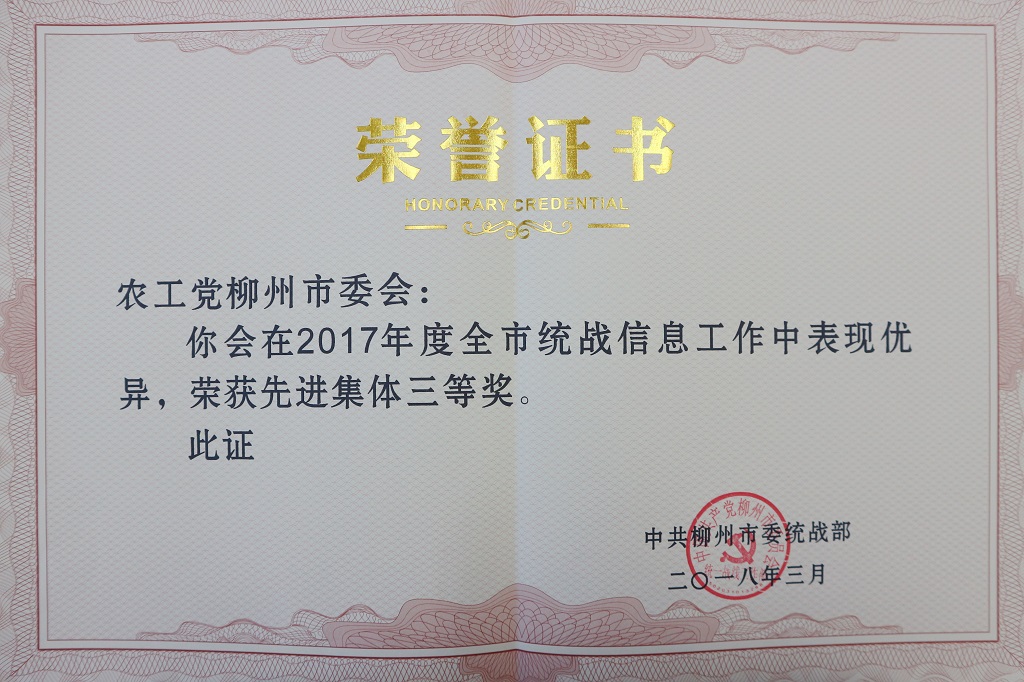 荣誉证书
HONORARY CREDENTIAL
农工党柳州市委会：
你会在2017年度全市统战信息工作中表现优
异，荣获先进集体三等奖。
此证
中共柳州市委统战部
二〇一八年三月